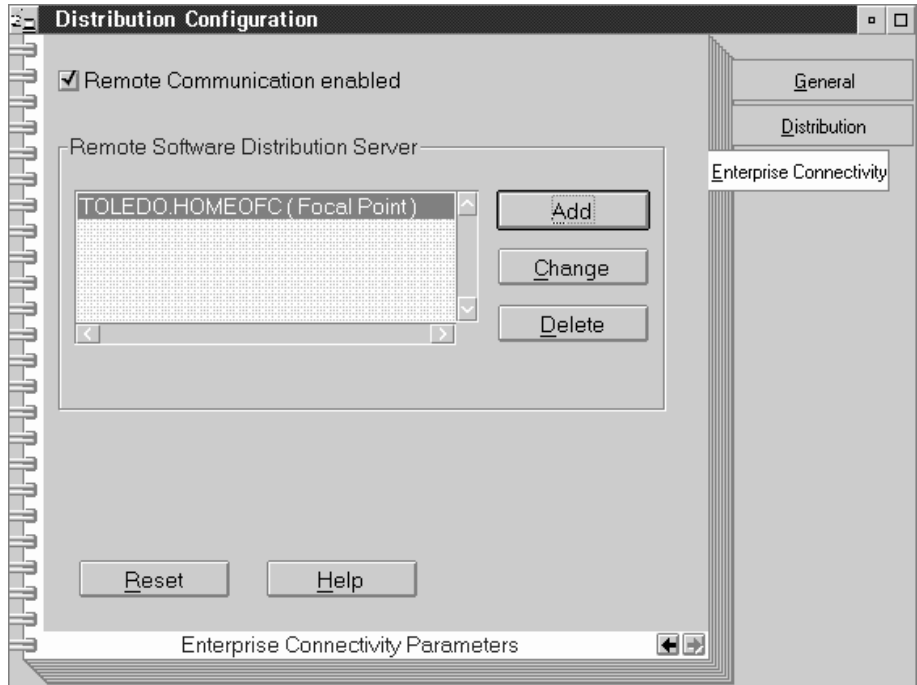 Distribution Configuration
Remote Communication enabled
Remote Software Distribution Server
TOLEDO.HOMEOFC ( Focal Point )
Add
Change
Delete
Reset
Help
Enterprise Connectivity Parameters
General
Distribution
Enterprise Connectivity